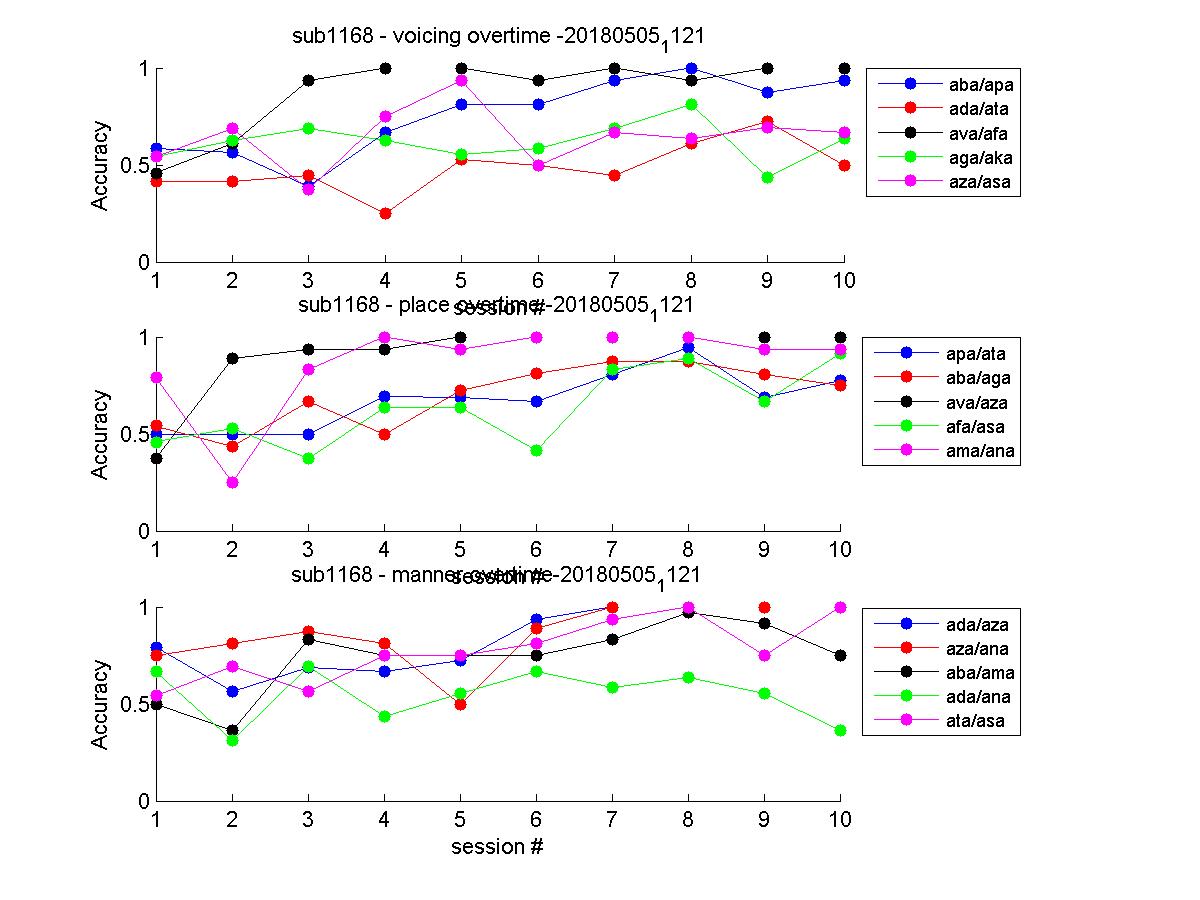 sub1168 - voicing overtime -20180505₁121
Accuracy
1
0.5
0
1 2 3 4 5 6 7 8 9 10
session #
aba/apa
ada/ata
ava/afa
aga/aka
aza/asa
sub1168 - place overtime -20180505₁121
Accuracy
1
0.5
0
1 2 3 4 5 6 7 8 9 10
session #
apa/ata
aba/aga
ava/aza
afa/asa
ama/ana
sub1168 - manner overtime-20180505₁121
Accuracy
1
0.5
0
1 2 3 4 5 6 7 8 9 10
session #
ada/aza
aza/ana
aba/ama
ada/ana
ata/asa